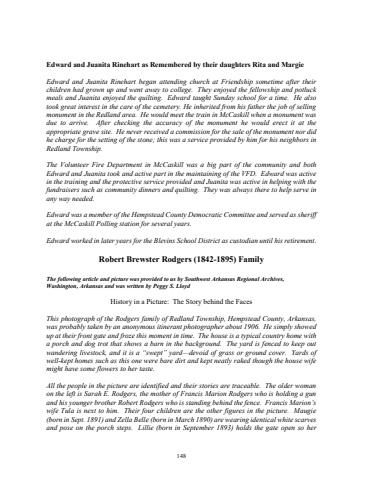 Edward and Juanita Rinehart as Remembered by their daughters Rita and Margie
Edward and Juanita Rinehart began attending church at Friendship sometime after their
children had grown up and went away to college. They enjoyed the fellowship and potluck
meals and Juanita enjoyed the quilting. Edward taught Sunday school for a time. He also
took great interest in the care of the cemetery. He inherited from his father the job of selling
monument in the Redland area. He would meet the train in McCaskill when a monument was
due to arrive. After checking the accuracy of the monument he would erect it at the
appropriate grave site. He never received a commission for the sale of the monument nor did
he charge for the setting of the stone; this was a service provided by him for his neighbors in
Redland Township.
The Volunteer Fire Department in McCaskill was a big part of the community and both
Edward and Juanita took and active part in the maintaining of the VFD. Edward was active
in the training and the protective service provided and Juanita was active in helping with the
fundraisers such as community dinners and quilting. They was always there to help serve in
any way needed.
Edward was a member of the Hempstead County Democratic Committee and served as sheriff
at the McCaskill Polling station for several years.
Edward worked in later years for the Blevins School District as custodian until his retirement.
Robert Brewster Rodgers (1842-1895) Family
The following article and picture was provided to us by Southwest Arkansas Regional Archives,
Washington, Arkansas and was written by Peggy S. Lloyd
History in a Picture: The Story behind the Faces
This photograph of the Rodgers family of Redland Township, Hempstead County, Arkansas,
was probably taken by an anonymous itinerant photographer about 1906. He simply showed
up at their front gate and froze this moment in time. The house is a typical country home with
a porch and dog trot that shows a barn in the background. The yard is fenced to keep out
wandering livestock, and it is a "swept" yard—devoid of grass or ground cover. Yards of
well-kept homes such as this one were bare dirt and kept neatly raked though the house wife
might have some flowers to her taste.
All the people in the picture are identified and their stories are traceable. The older woman
on the left is Sarah E. Rodgers, the mother of Francis Marion Rodgers who is holding a gun
and his younger brother Robert Rodgers who is standing behind the fence. Francis Marion's
wife Tula is next to him. Their four children are the other figures in the picture. Maugie
(born in Sept. 1891) and Zella Belle (born in March 1890) are wearing identical white scarves
and pose on the porch steps. Lillie (born in September 1893) holds the gate open so her
148